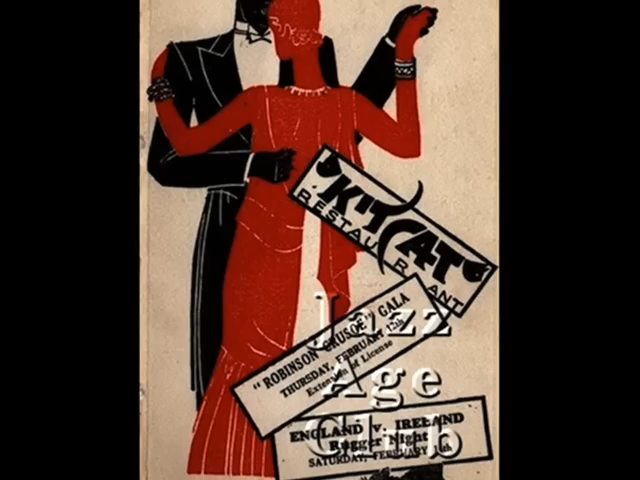 KIT CAT
RESTAURANT
"ROBINSON CRUSOE" GALA
THURSDAY, FEBRUARY
Extension of License
Jazz
Age
Club
ENGLAND v. IRELAND
Rugger Night
SATURDAY, FEBRUARY